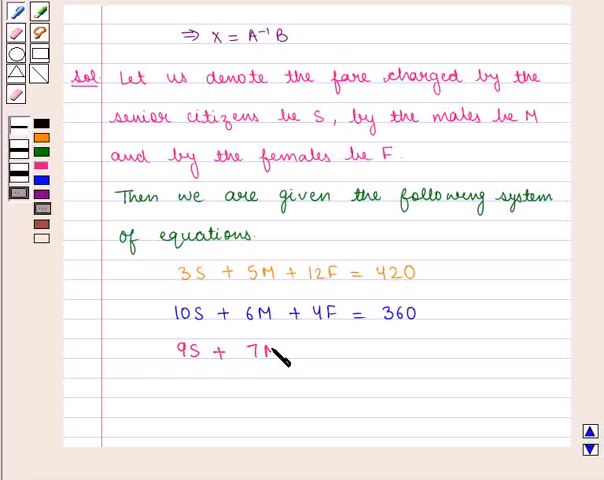 ⇒ X = A⁻¹ B
Sol Let us denote the fare charged by the
senior citizens be S, by the males be M
and by the females be F.
Then we are given the following system
of equations.
3S + 5M + 12F = 420
10S + 6M + 4F = 360
9S + 7M